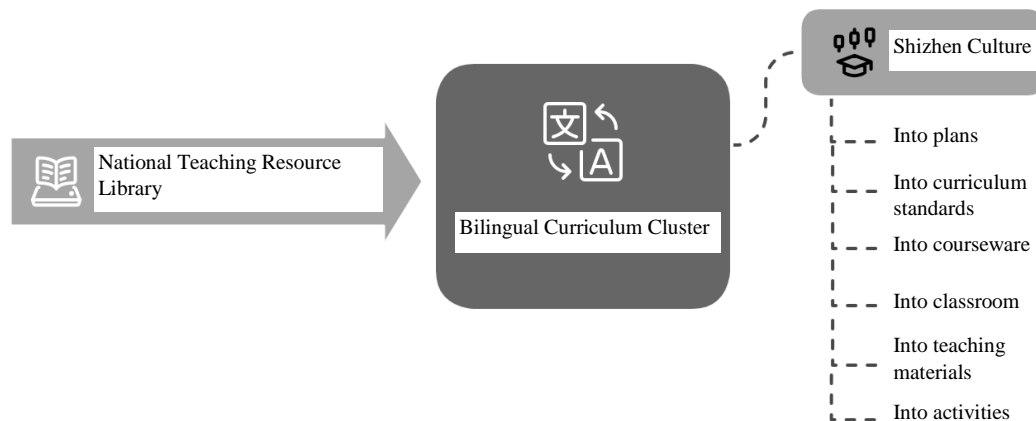 Shizhen Culture
National Teaching Resource
Library
文
A
Bilingual Curriculum Cluster
Into plans
Into curriculum
standards
Into courseware
Into classroom
Into teaching
materials
Into activities